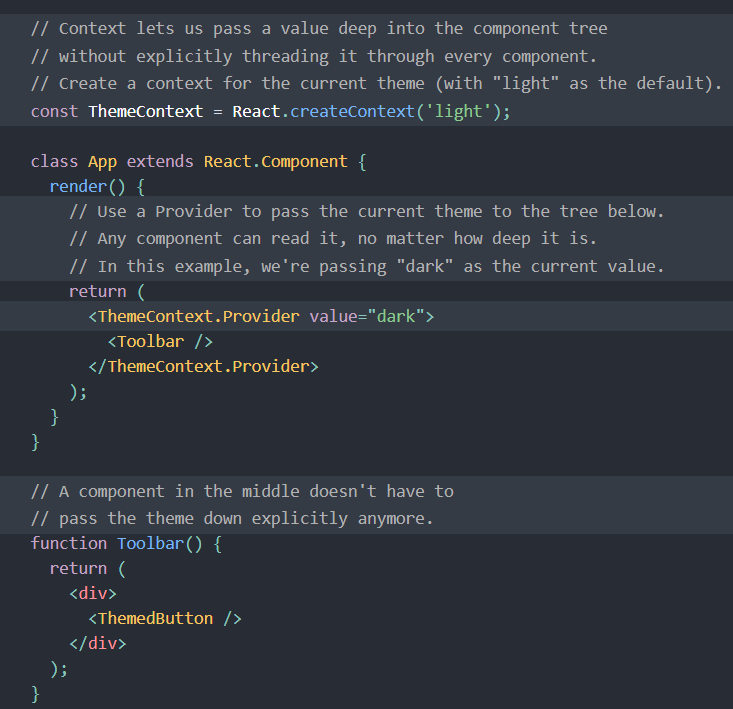 // Context lets us pass a value deep into the component tree
// without explicitly threading it through every component.
// Create a context for the current theme (with "light" as the default).
const ThemeContext = React.createContext('light');

class App extends React.Component {
  render() {
    // Use a Provider to pass the current theme to the tree below.
    // Any component can read it, no matter how deep it is.
    // In this example, we're passing "dark" as the current value.
    return (
      <ThemeContext.Provider value="dark">
        <Toolbar />
      </ThemeContext.Provider>
    );
  }
}

// A component in the middle doesn't have to
// pass the theme down explicitly anymore.
function Toolbar() {
  return (
    <div>
      <ThemedButton />
    </div>
  );
}